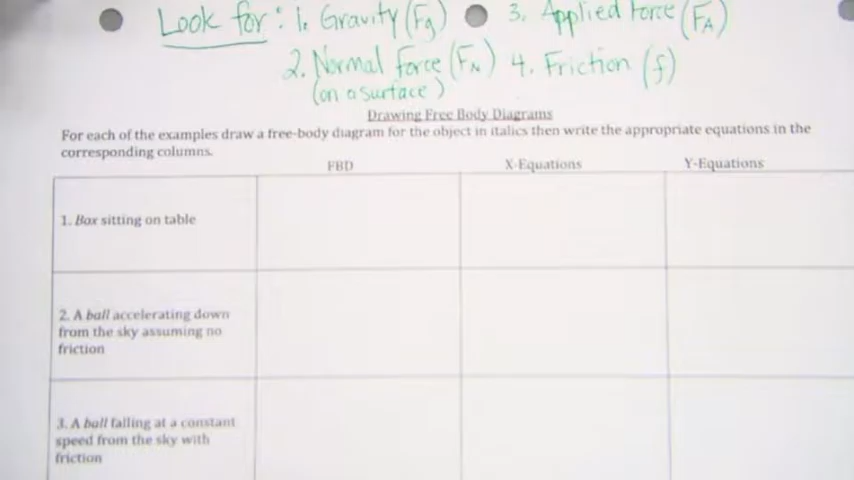 Look for: 1. Gravity (Fg) 3. Applied Force (FA)
2. Normal Force (FN) 4. Friction (f)
(on a surface)
Drawing Free Body Diagrams
For each of the examples draw a free-body diagram for the object in italics then write the appropriate equations in the
corresponding columns.
FBD X-Equations Y-Equations
1. Box sitting on table
2. A ball accelerating down
from the sky assuming no
friction
3. A ball falling at a constant
speed from the sky with
friction